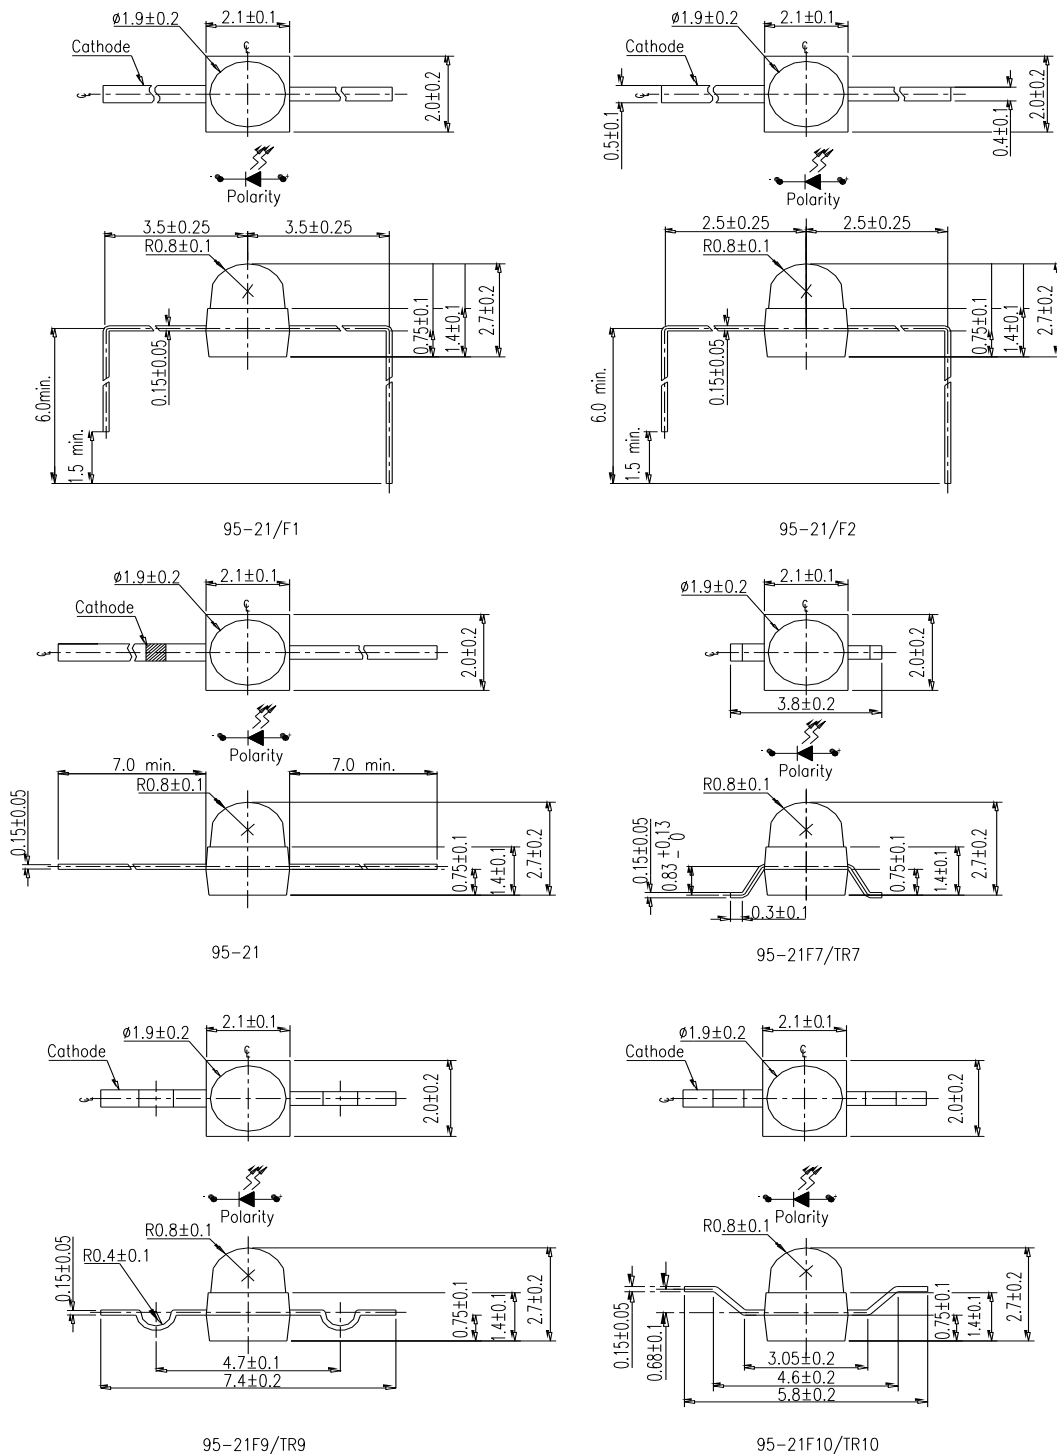 ø1.9±0.2
2.1±0.1
℄
Cathode
℄
2.0±0.2
- +
Polarity
3.5±0.25
3.5±0.25
R0.8±0.1
0.75±0.1
1.4±0.1
2.7±0.2
0.15±0.05
6.0min.
1.5 min.
95-21/F1
ø1.9±0.2
2.1±0.1
℄
Cathode
℄
0.5±0.1
0.4±0.1
2.0±0.2
- +
Polarity
2.5±0.25
2.5±0.25
R0.8±0.1
0.75±0.1
1.4±0.1
2.7±0.2
0.15±0.05
6.0 min.
1.5 min.
95-21/F2
ø1.9±0.2
2.1±0.1
℄
Cathode
℄
2.0±0.2
- +
Polarity
7.0 min.
7.0 min.
R0.8±0.1
0.15±0.05
0.75±0.1
1.4±0.1
2.7±0.2
95-21
ø1.9±0.2
2.1±0.1
℄
℄
2.0±0.2
3.8±0.2
- +
Polarity
R0.8±0.1
0.15±0.05
0.83 +0.13 -0
0.75±0.1
1.4±0.1
2.7±0.2
0.3±0.1
95-21F7/TR7
ø1.9±0.2
2.1±0.1
℄
Cathode
℄
2.0±0.2
- +
Polarity
R0.8±0.1
R0.4±0.1
0.15±0.05
0.75±0.1
1.4±0.1
2.7±0.2
4.7±0.1
7.4±0.2
95-21F9/TR9
ø1.9±0.2
2.1±0.1
℄
Cathode
℄
2.0±0.2
- +
Polarity
R0.8±0.1
0.15±0.05
0.68±0.1
0.75±0.1
1.4±0.1
2.7±0.2
3.05±0.2
4.6±0.2
5.8±0.2
95-21F10/TR10